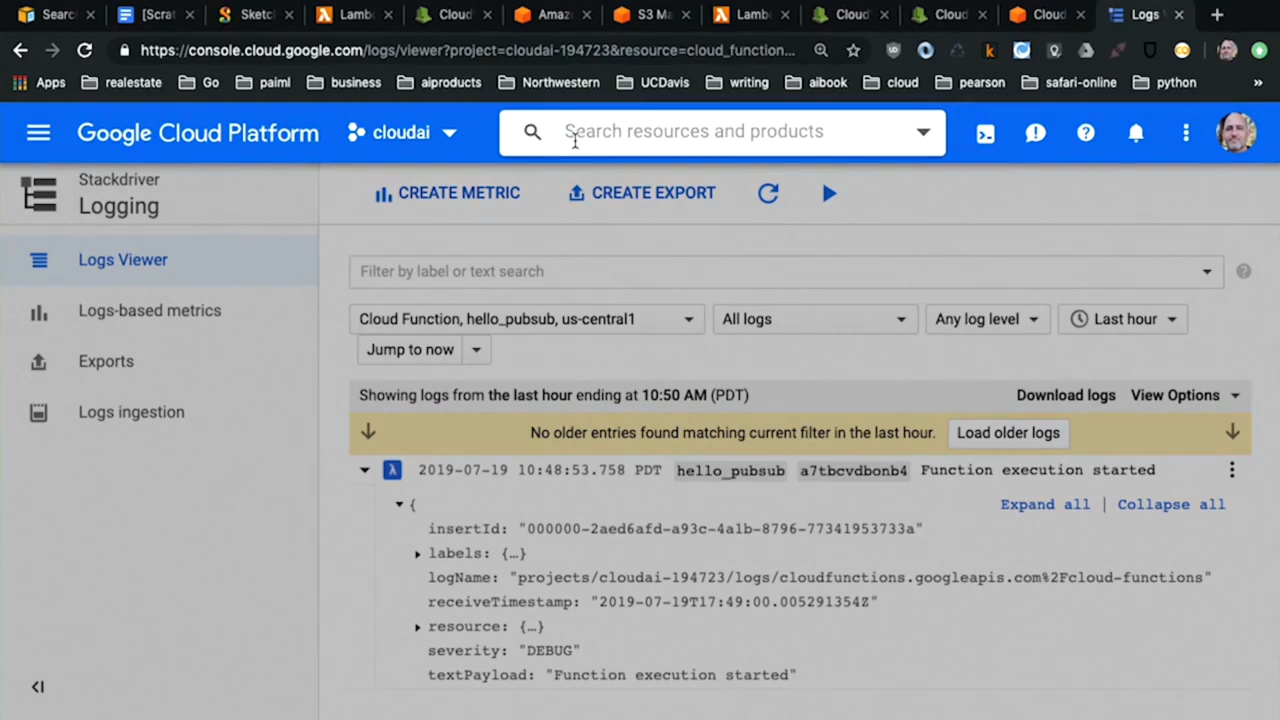 Searc
[Scrat
Sketc
Lamb
Cloud
Amaz
S3 Ma
Lamb
Cloud
Cloud
Cloud
Logs
https://console.cloud.google.com/logs/viewer?project=cloudai-194723&resource=cloud_function...
Apps realestate Go paiml business aiproducts Northwestern UCDavis writing aibook cloud pearson safari-online python »
Google Cloud Platform cloudai Search resources and products
Stackdriver
Logging
CREATE METRIC CREATE EXPORT
Logs Viewer
Logs-based metrics
Exports
Logs ingestion
Filter by label or text search
Cloud Function, hello_pubsub, us-central1 All logs Any log level Last hour
Jump to now
Showing logs from the last hour ending at 10:50 AM (PDT) Download logs View Options
No older entries found matching current filter in the last hour. Load older logs
2019-07-19 10:48:53.758 PDT hello_pubsub a7tbcvdbonb4 Function execution started
{ Expand all | Collapse all
insertId: "000000-2aed6afd-a93c-4a1b-8796-77341953733a"
labels: {…}
logName: "projects/cloudai-194723/logs/cloudfunctions.googleapis.com%2Fcloud-functions"
receiveTimestamp: "2019-07-19T17:49:00.005291354Z"
resource: {…}
severity: "DEBUG"
textPayload: "Function execution started"